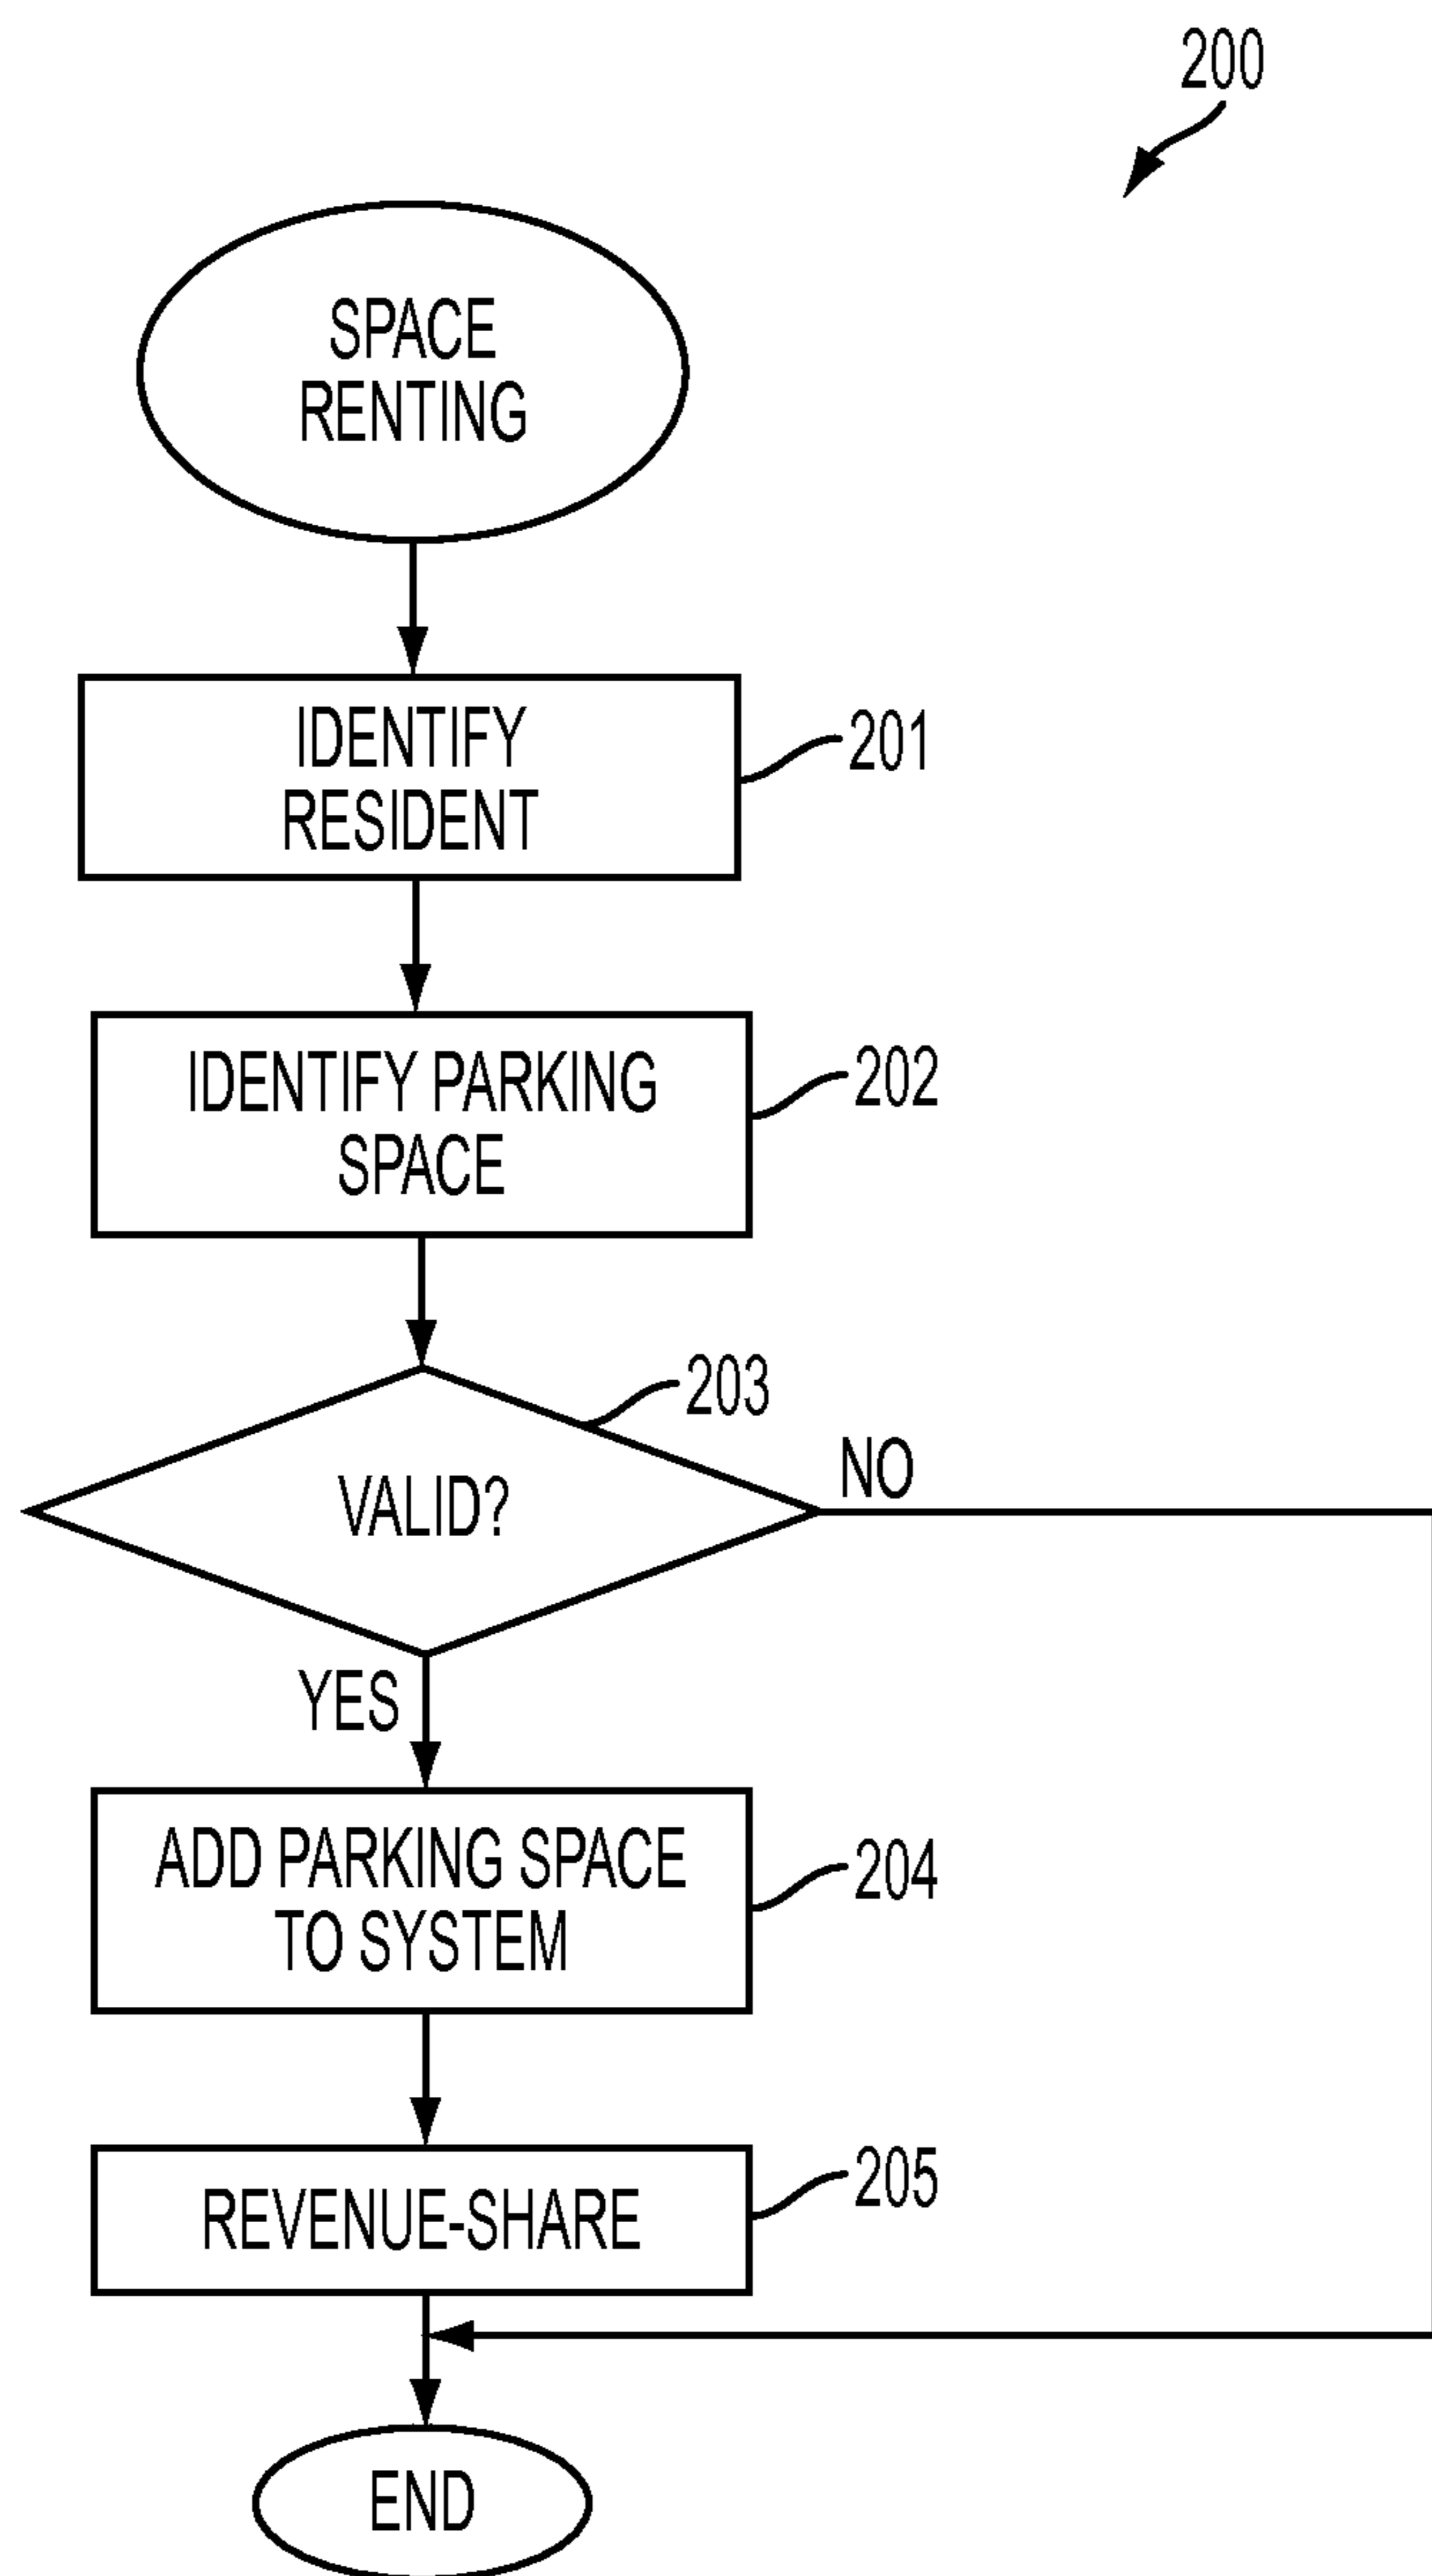 200
SPACE
RENTING
IDENTIFY
RESIDENT
201
IDENTIFY PARKING
SPACE
202
203
VALID?
NO
YES
ADD PARKING SPACE
TO SYSTEM
204
REVENUE-SHARE
205
END